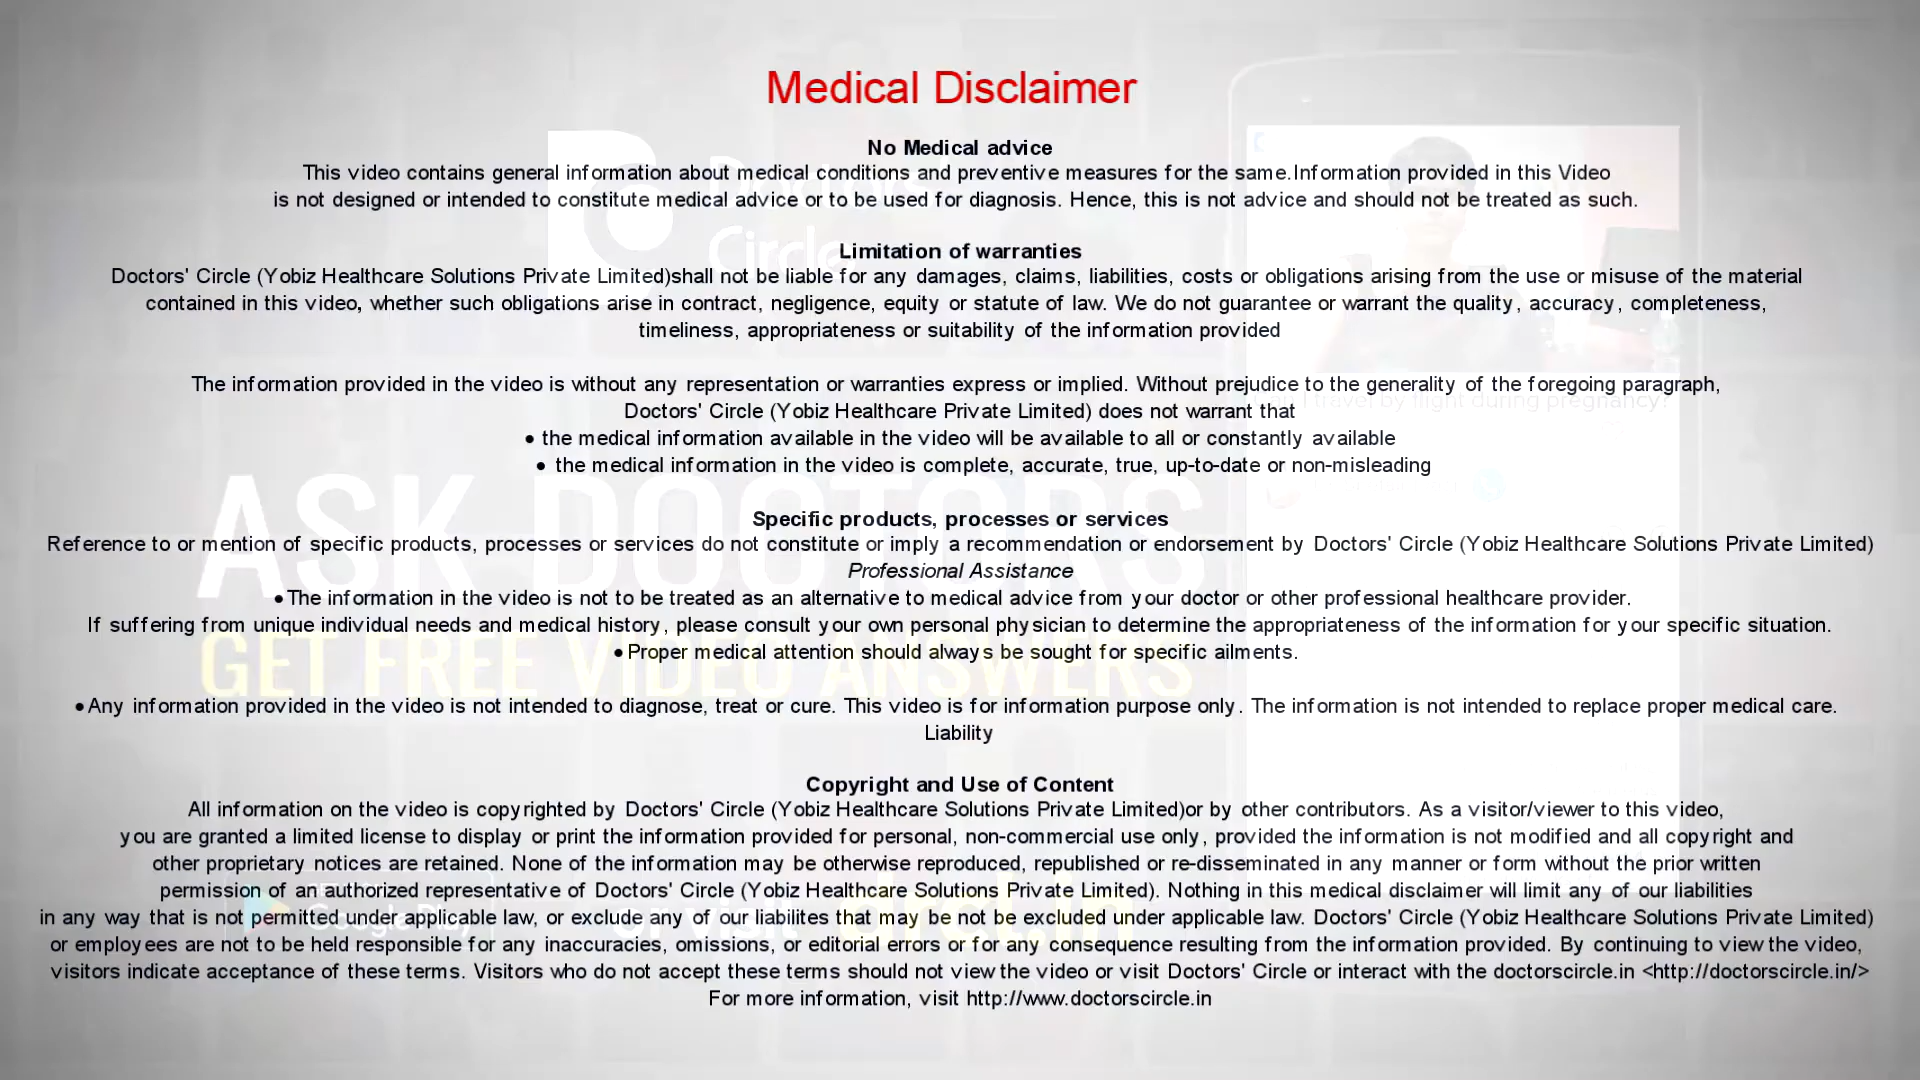 Medical Disclaimer
No Medical advice
This video contains general information about medical conditions and preventive measures for the same.Information provided in this Video
is not designed or intended to constitute medical advice or to be used for diagnosis. Hence, this is not advice and should not be treated as such.
Limitation of warranties
Doctors' Circle (Yobiz Healthcare Solutions Private Limited)shall not be liable for any damages, claims, liabilities, costs or obligations arising from the use or misuse of the material
contained in this video, whether such obligations arise in contract, negligence, equity or statute of law. We do not guarantee or warrant the quality, accuracy, completeness,
timeliness, appropriateness or suitability of the information provided
The information provided in the video is without any representation or warranties express or implied. Without prejudice to the generality of the foregoing paragraph,
Doctors' Circle (Yobiz Healthcare Private Limited) does not warrant that
• the medical information available in the video will be available to all or constantly available
• the medical information in the video is complete, accurate, true, up-to-date or non-misleading
Specific products, processes or services
Reference to or mention of specific products, processes or services do not constitute or imply a recommendation or endorsement by Doctors' Circle (Yobiz Healthcare Solutions Private Limited)
Professional Assistance
•The information in the video is not to be treated as an alternative to medical advice from your doctor or other professional healthcare provider.
If suffering from unique individual needs and medical history, please consult your own personal physician to determine the appropriateness of the information for your specific situation.
•Proper medical attention should always be sought for specific ailments.
•Any information provided in the video is not intended to diagnose, treat or cure. This video is for information purpose only. The information is not intended to replace proper medical care.
Liability
Copyright and Use of Content
All information on the video is copyrighted by Doctors' Circle (Yobiz Healthcare Solutions Private Limited)or by other contributors. As a visitor/viewer to this video,
you are granted a limited license to display or print the information provided for personal, non-commercial use only, provided the information is not modified and all copyright and
other proprietary notices are retained. None of the information may be otherwise reproduced, republished or re-disseminated in any manner or form without the prior written
permission of an authorized representative of Doctors' Circle (Yobiz Healthcare Solutions Private Limited). Nothing in this medical disclaimer will limit any of our liabilities
in any way that is not permitted under applicable law, or exclude any of our liabilites that may be not be excluded under applicable law. Doctors' Circle (Yobiz Healthcare Solutions Private Limited)
or employees are not to be held responsible for any inaccuracies, omissions, or editorial errors or for any consequence resulting from the information provided. By continuing to view the video,
visitors indicate acceptance of these terms. Visitors who do not accept these terms should not view the video or visit Doctors' Circle or interact with the doctorscircle.in <http://doctorscircle.in/>
For more information, visit http://www.doctorscircle.in
Doctors'
Circle
Can I travel by flight during pregnancy?
ASK DOCTORS
GET FREE VIDEO ANSWERS
Google Play
or visit drct.in